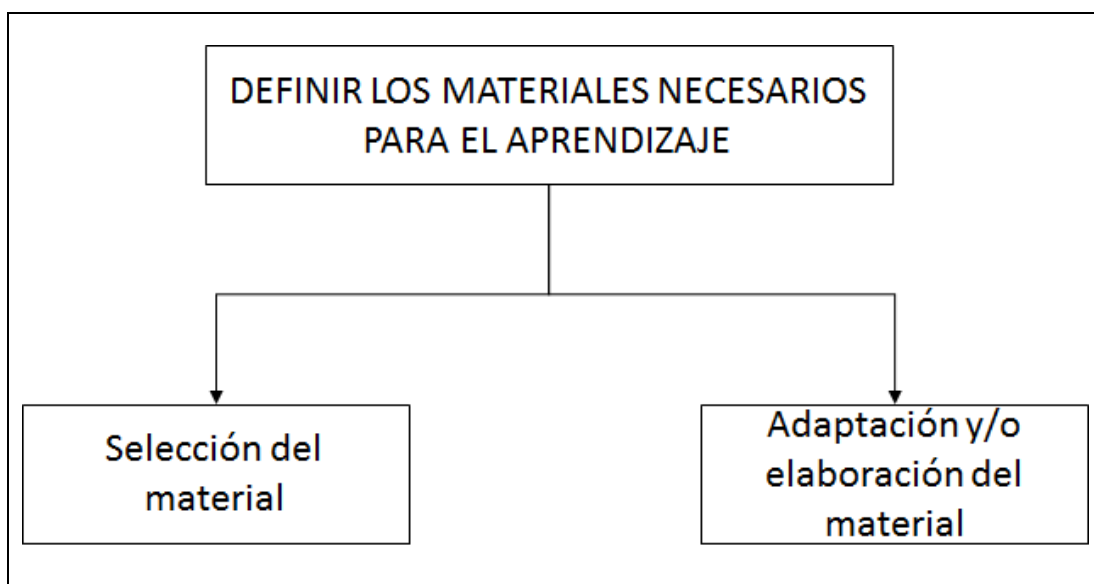 DEFINIR LOS MATERIALES NECESARIOS
PARA EL APRENDIZAJE
Selección del
material
Adaptación y/o
elaboración del
material